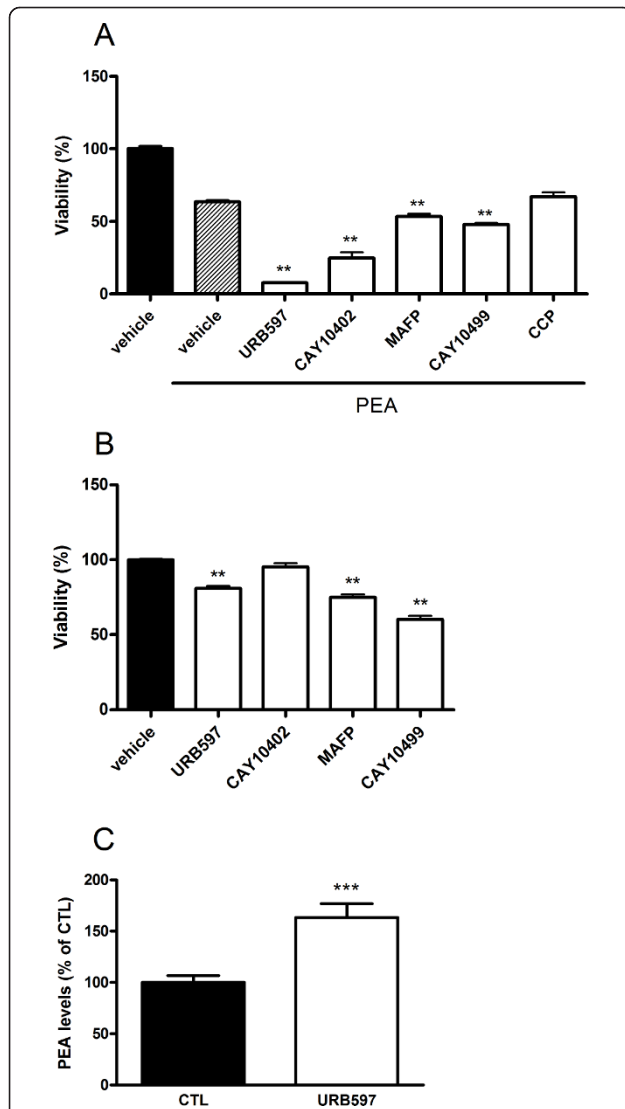 A
Viability (%)
150
100
50
0
**
**
**
**
vehicle
vehicle
URB597
CAY10402
MAFP
CAY10499
CCP
PEA
B
Viability (%)
150
100
50
0
**
**
**
vehicle
URB597
CAY10402
MAFP
CAY10499
C
PEA levels (% of CTL)
200
150
100
50
0
***
CTL
URB597